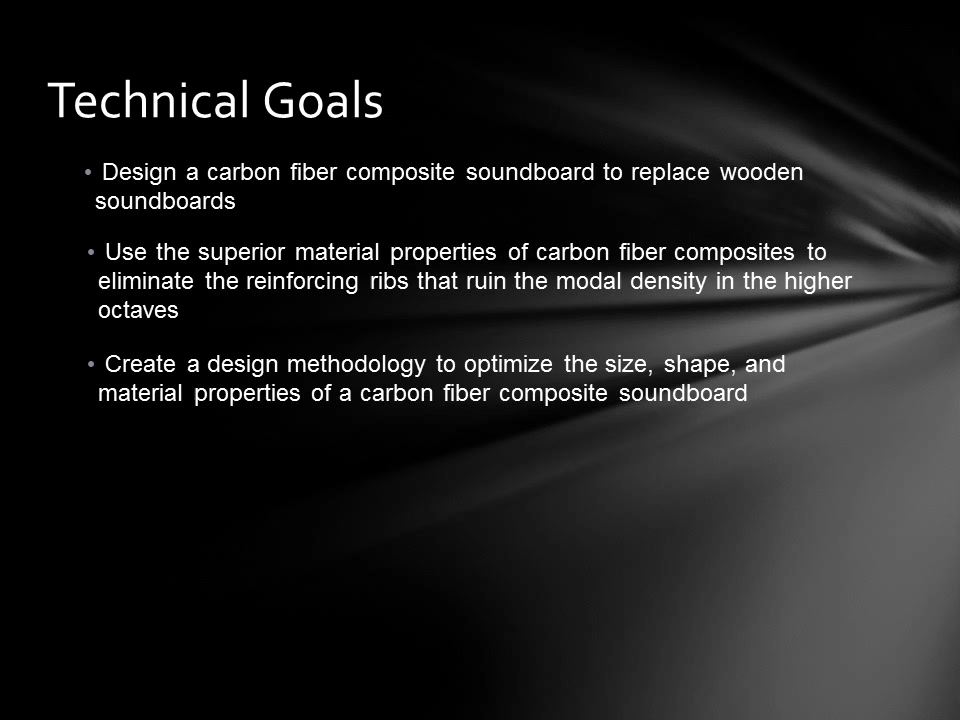 Technical Goals
• Design a carbon fiber composite soundboard to replace wooden
soundboards
• Use the superior material properties of carbon fiber composites to
eliminate the reinforcing ribs that ruin the modal density in the higher
octaves
• Create a design methodology to optimize the size, shape, and
material properties of a carbon fiber composite soundboard